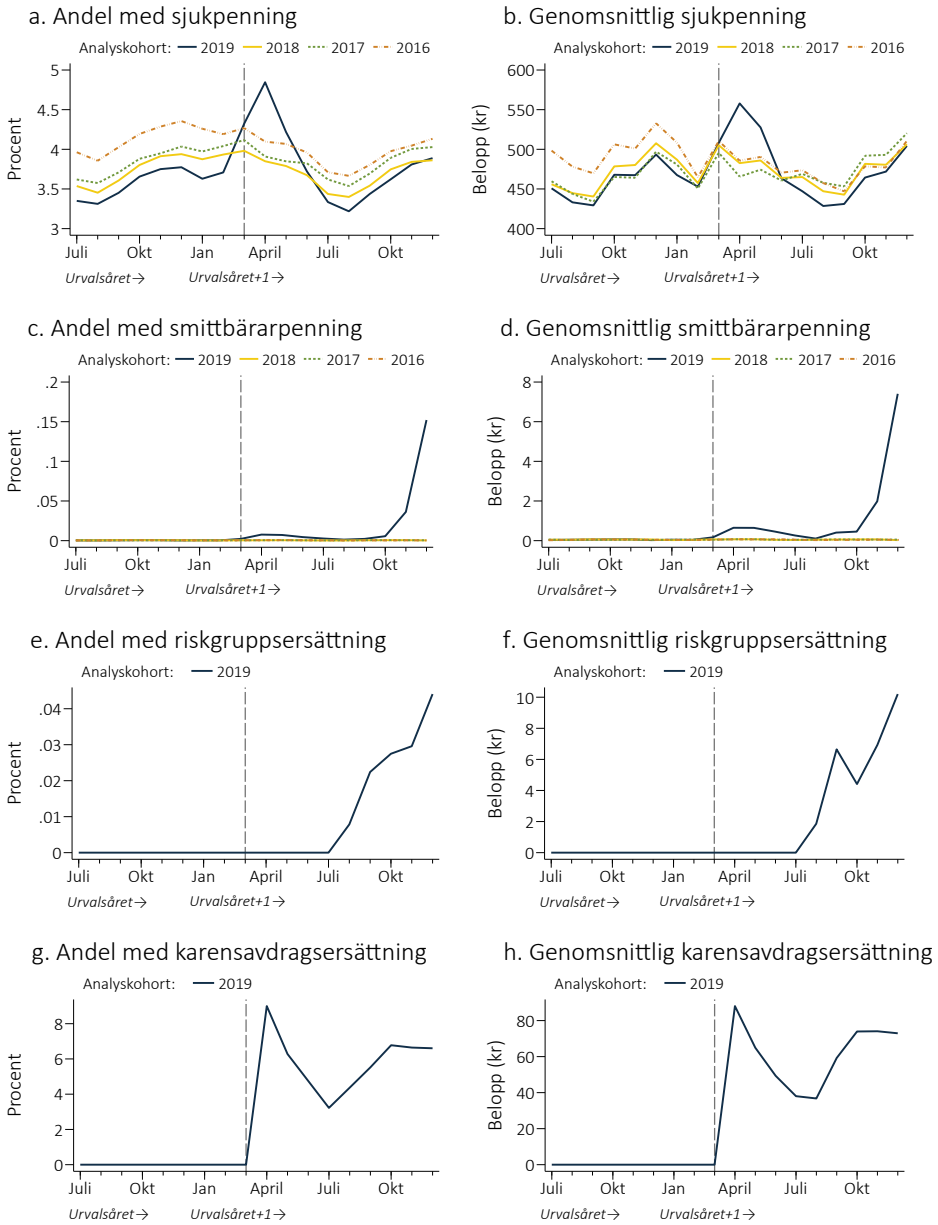 a. Andel med sjukpenning
Analyskohort: 2019 2018 2017 2016
Procent
5
4.5
4
3.5
3
Juli Okt Jan April Juli Okt
Urvalsåret→ Urvalsåret+1→
b. Genomsnittlig sjukpenning
Analyskohort: 2019 2018 2017 2016
Belopp (kr)
600
550
500
450
400
Juli Okt Jan April Juli Okt
Urvalsåret→ Urvalsåret+1→
c. Andel med smittbärarpenning
Analyskohort: 2019 2018 2017 2016
Procent
.2
.15
.1
.05
0
Juli Okt Jan April Juli Okt
Urvalsåret→ Urvalsåret+1→
d. Genomsnittlig smittbärarpenning
Analyskohort: 2019 2018 2017 2016
Belopp (kr)
8
6
4
2
0
Juli Okt Jan April Juli Okt
Urvalsåret→ Urvalsåret+1→
e. Andel med riskgruppsersättning
Analyskohort: 2019
Procent
.04
.03
.02
.01
0
Juli Okt Jan April Juli Okt
Urvalsåret→ Urvalsåret+1→
f. Genomsnittlig riskgruppsersättning
Analyskohort: 2019
Belopp (kr)
10
8
6
4
2
0
Juli Okt Jan April Juli Okt
Urvalsåret→ Urvalsåret+1→
g. Andel med karensavdragsersättning
Analyskohort: 2019
Procent
8
6
4
2
0
Juli Okt Jan April Juli Okt
Urvalsåret→ Urvalsåret+1→
h. Genomsnittlig karensavdragsersättning
Analyskohort: 2019
Belopp (kr)
80
60
40
20
0
Juli Okt Jan April Juli Okt
Urvalsåret→ Urvalsåret+1→